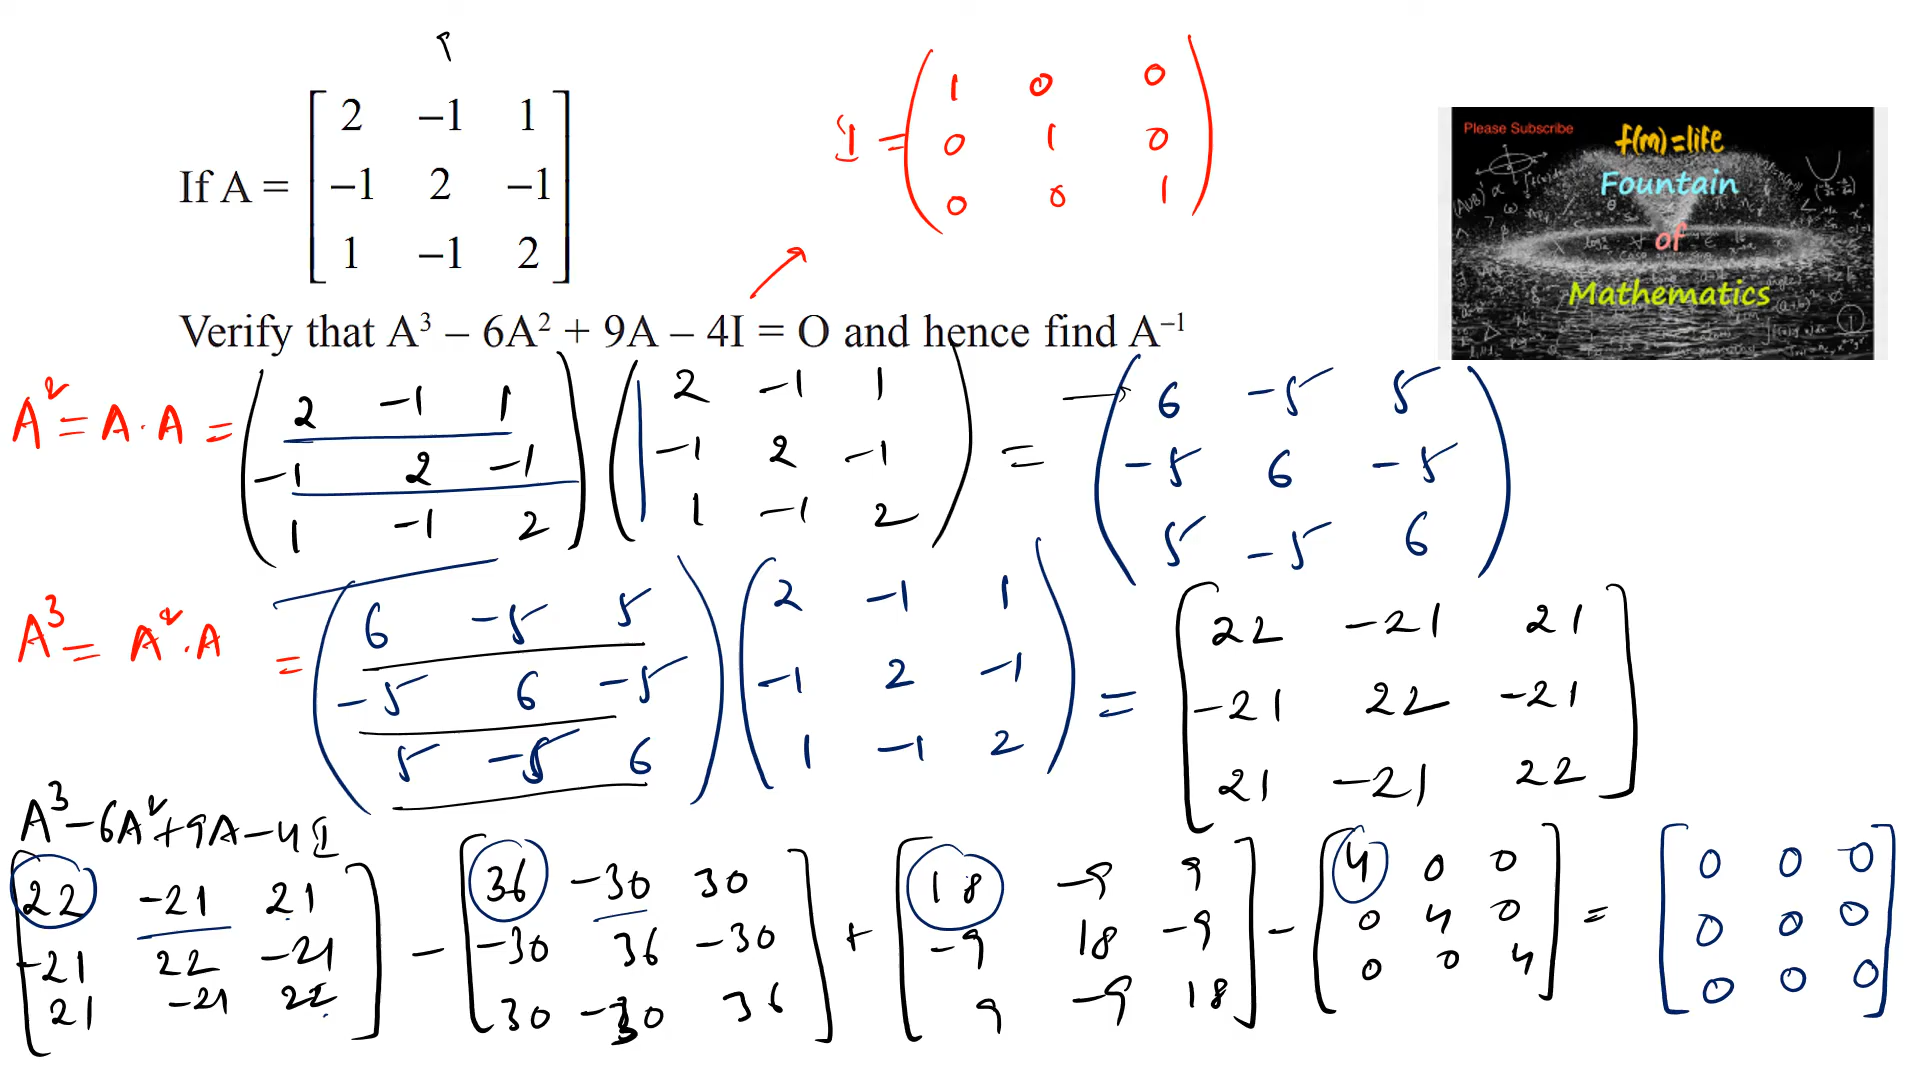 If A = [ 2 −1 1
−1 2 −1
1 −1 2 ]
I = ( 1 0 0
0 1 0
0 0 1 )
Please Subscribe
f(m)=life
Fountain
of
Mathematics
Verify that A³ – 6A² + 9A – 4I = O and hence find A⁻¹
A² = A·A = ( 2 -1 1 ) ( 2 -1 1 ) = ( 6 -5 5 )
( -1 2 -1 ) ( -1 2 -1 ) ( -5 6 -5 )
( 1 -1 2 ) ( 1 -1 2 ) ( 5 -5 6 )
A³ = A²·A = ( 6 -5 5 ) ( 2 -1 1 ) = [ 22 -21 21 ]
( -5 6 -5 ) ( -1 2 -1 ) [ -21 22 -21 ]
( 5 -5 6 ) ( 1 -1 2 ) [ 21 -21 22 ]
A³-6A²+9A-4I
[ 22 -21 21 ] - [ 36 -30 30 ] + [ 18 -9 9 ] - [ 4 0 0 ] = [ 0 0 0 ]
[ -21 22 -21 ] [ -30 36 -30 ] [ -9 18 -9 ] [ 0 4 0 ] [ 0 0 0 ]
[ 21 -21 22 ] [ 30 -30 36 ] [ 9 -9 18 ] [ 0 0 4 ] [ 0 0 0 ]